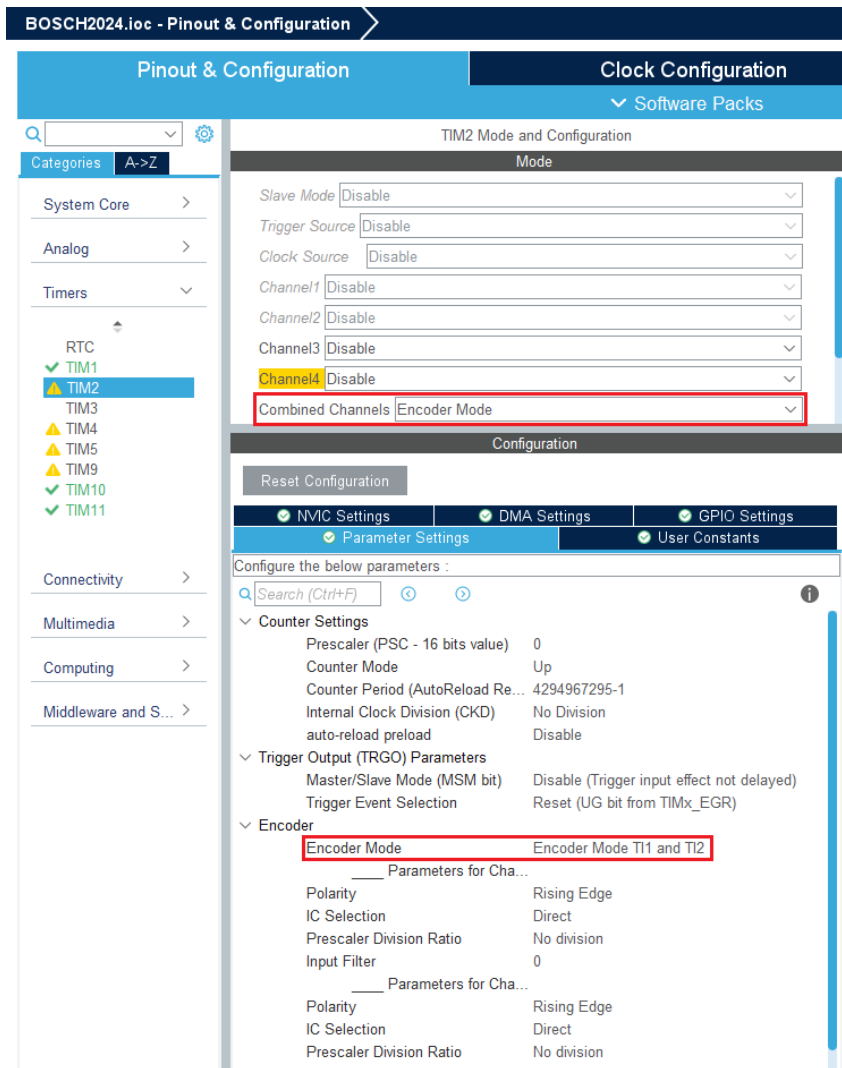 BOSCH2024.ioc - Pinout & Configuration
Pinout & Configuration
Clock Configuration
Software Packs
Categories
A->Z
System Core
Analog
Timers
RTC
TIM1
TIM2
TIM3
TIM4
TIM5
TIM9
TIM10
TIM11
Connectivity
Multimedia
Computing
Middleware and S...
TIM2 Mode and Configuration
Mode
Slave Mode Disable
Trigger Source Disable
Clock Source Disable
Channel1 Disable
Channel2 Disable
Channel3 Disable
Channel4 Disable
Combined Channels Encoder Mode
Configuration
Reset Configuration
NVIC Settings
DMA Settings
GPIO Settings
Parameter Settings
User Constants
Configure the below parameters :
Search (Ctrl+F)
Counter Settings
Prescaler (PSC - 16 bits value) 0
Counter Mode Up
Counter Period (AutoReload Re... 4294967295-1
Internal Clock Division (CKD) No Division
auto-reload preload Disable
Trigger Output (TRGO) Parameters
Master/Slave Mode (MSM bit) Disable (Trigger input effect not delayed)
Trigger Event Selection Reset (UG bit from TIMx_EGR)
Encoder
Encoder Mode Encoder Mode TI1 and TI2
____ Parameters for Cha...
Polarity Rising Edge
IC Selection Direct
Prescaler Division Ratio No division
Input Filter 0
____ Parameters for Cha...
Polarity Rising Edge
IC Selection Direct
Prescaler Division Ratio No division